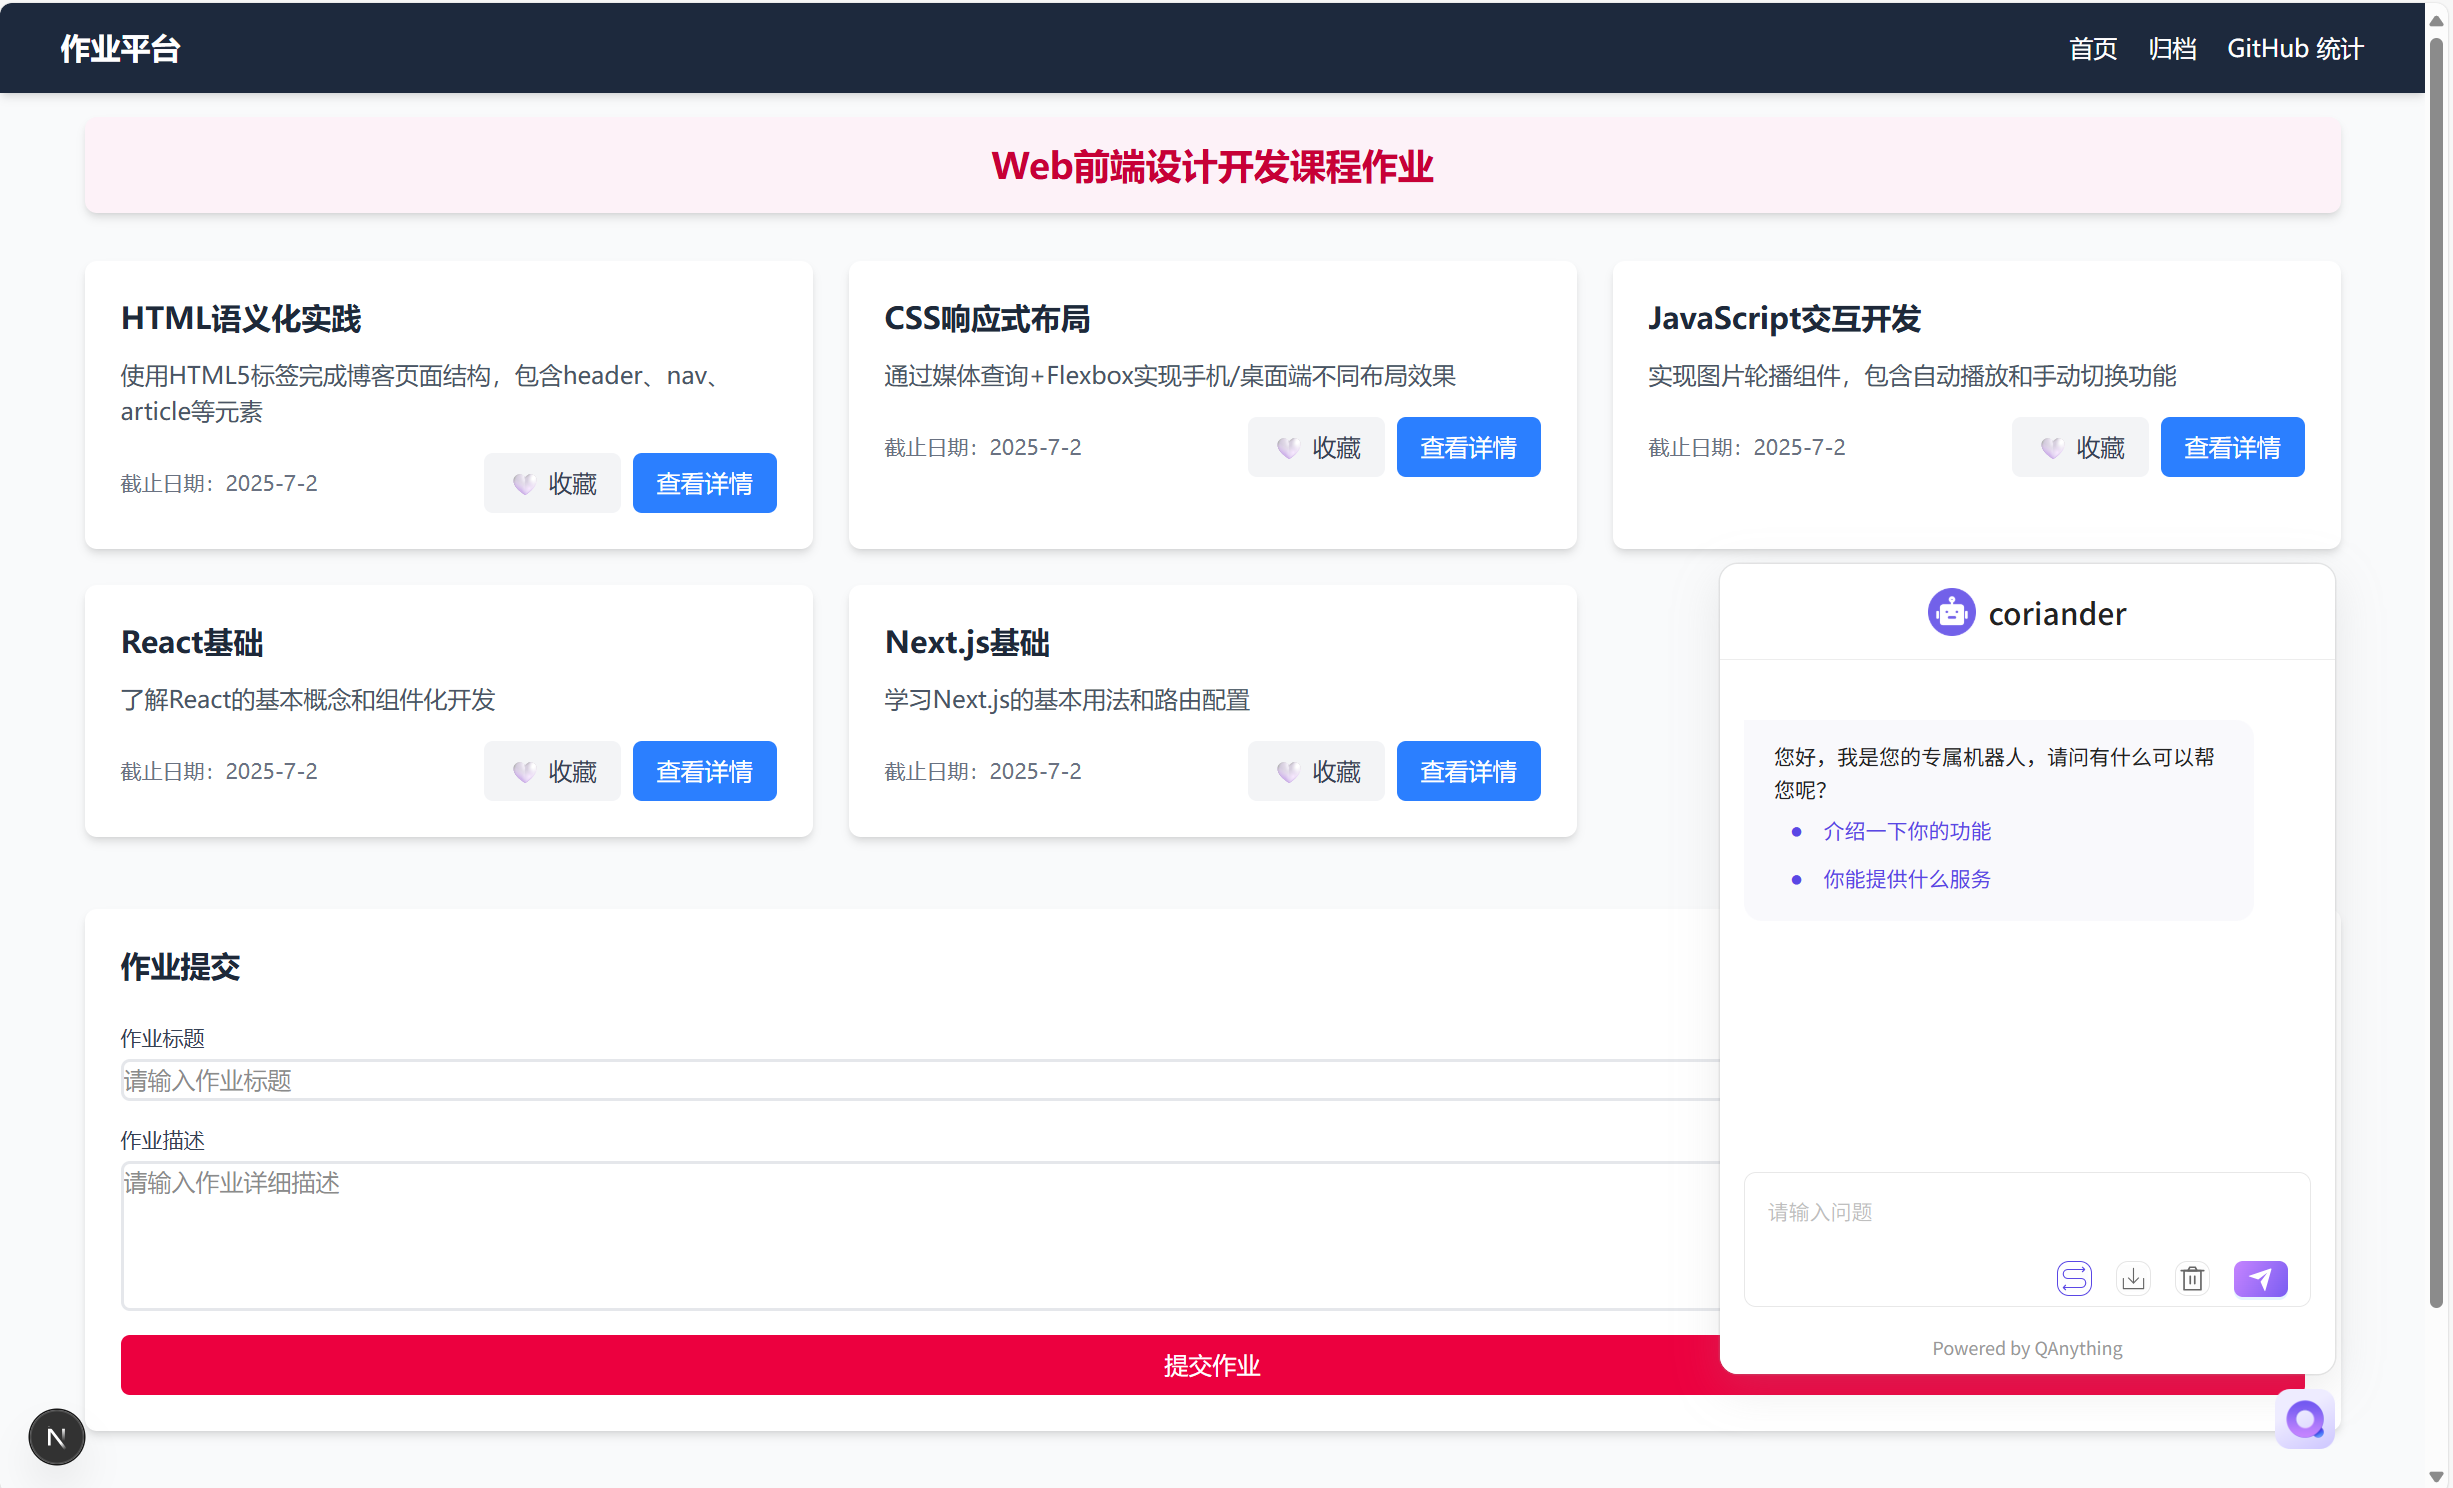 作业平台
首页 归档 GitHub 统计
Web前端设计开发课程作业
HTML语义化实践
使用HTML5标签完成博客页面结构，包含header、nav、
article等元素
截止日期：2025-7-2
收藏
查看详情
CSS响应式布局
通过媒体查询+Flexbox实现手机/桌面端不同布局效果
截止日期：2025-7-2
收藏
查看详情
JavaScript交互开发
实现图片轮播组件，包含自动播放和手动切换功能
截止日期：2025-7-2
收藏
查看详情
React基础
了解React的基本概念和组件化开发
截止日期：2025-7-2
收藏
查看详情
Next.js基础
学习Next.js的基本用法和路由配置
截止日期：2025-7-2
收藏
查看详情
作业提交
作业标题
请输入作业标题
作业描述
请输入作业详细描述
提交作业
coriander
您好，我是您的专属机器人，请问有什么可以帮
您呢？
介绍一下你的功能
你能提供什么服务
请输入问题
Powered by QAnything
N